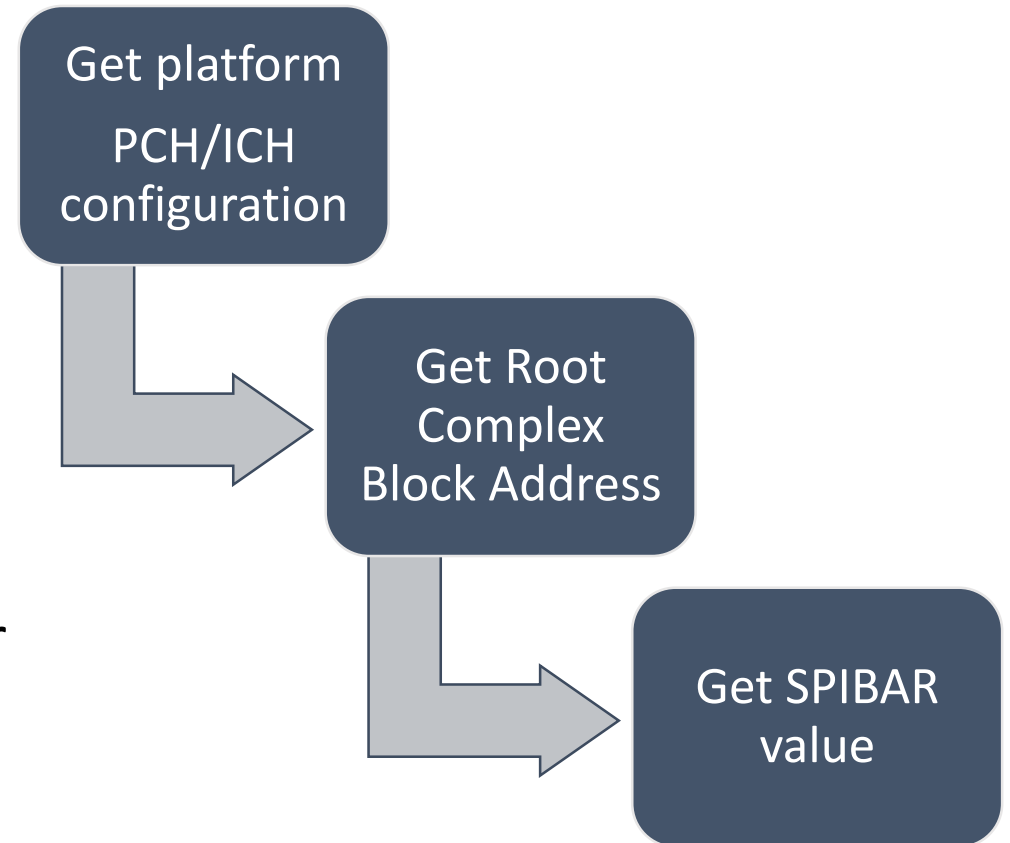 Get platform
PCH/ICH
configuration
Get Root
Complex
Block Address
Get SPIBAR
value